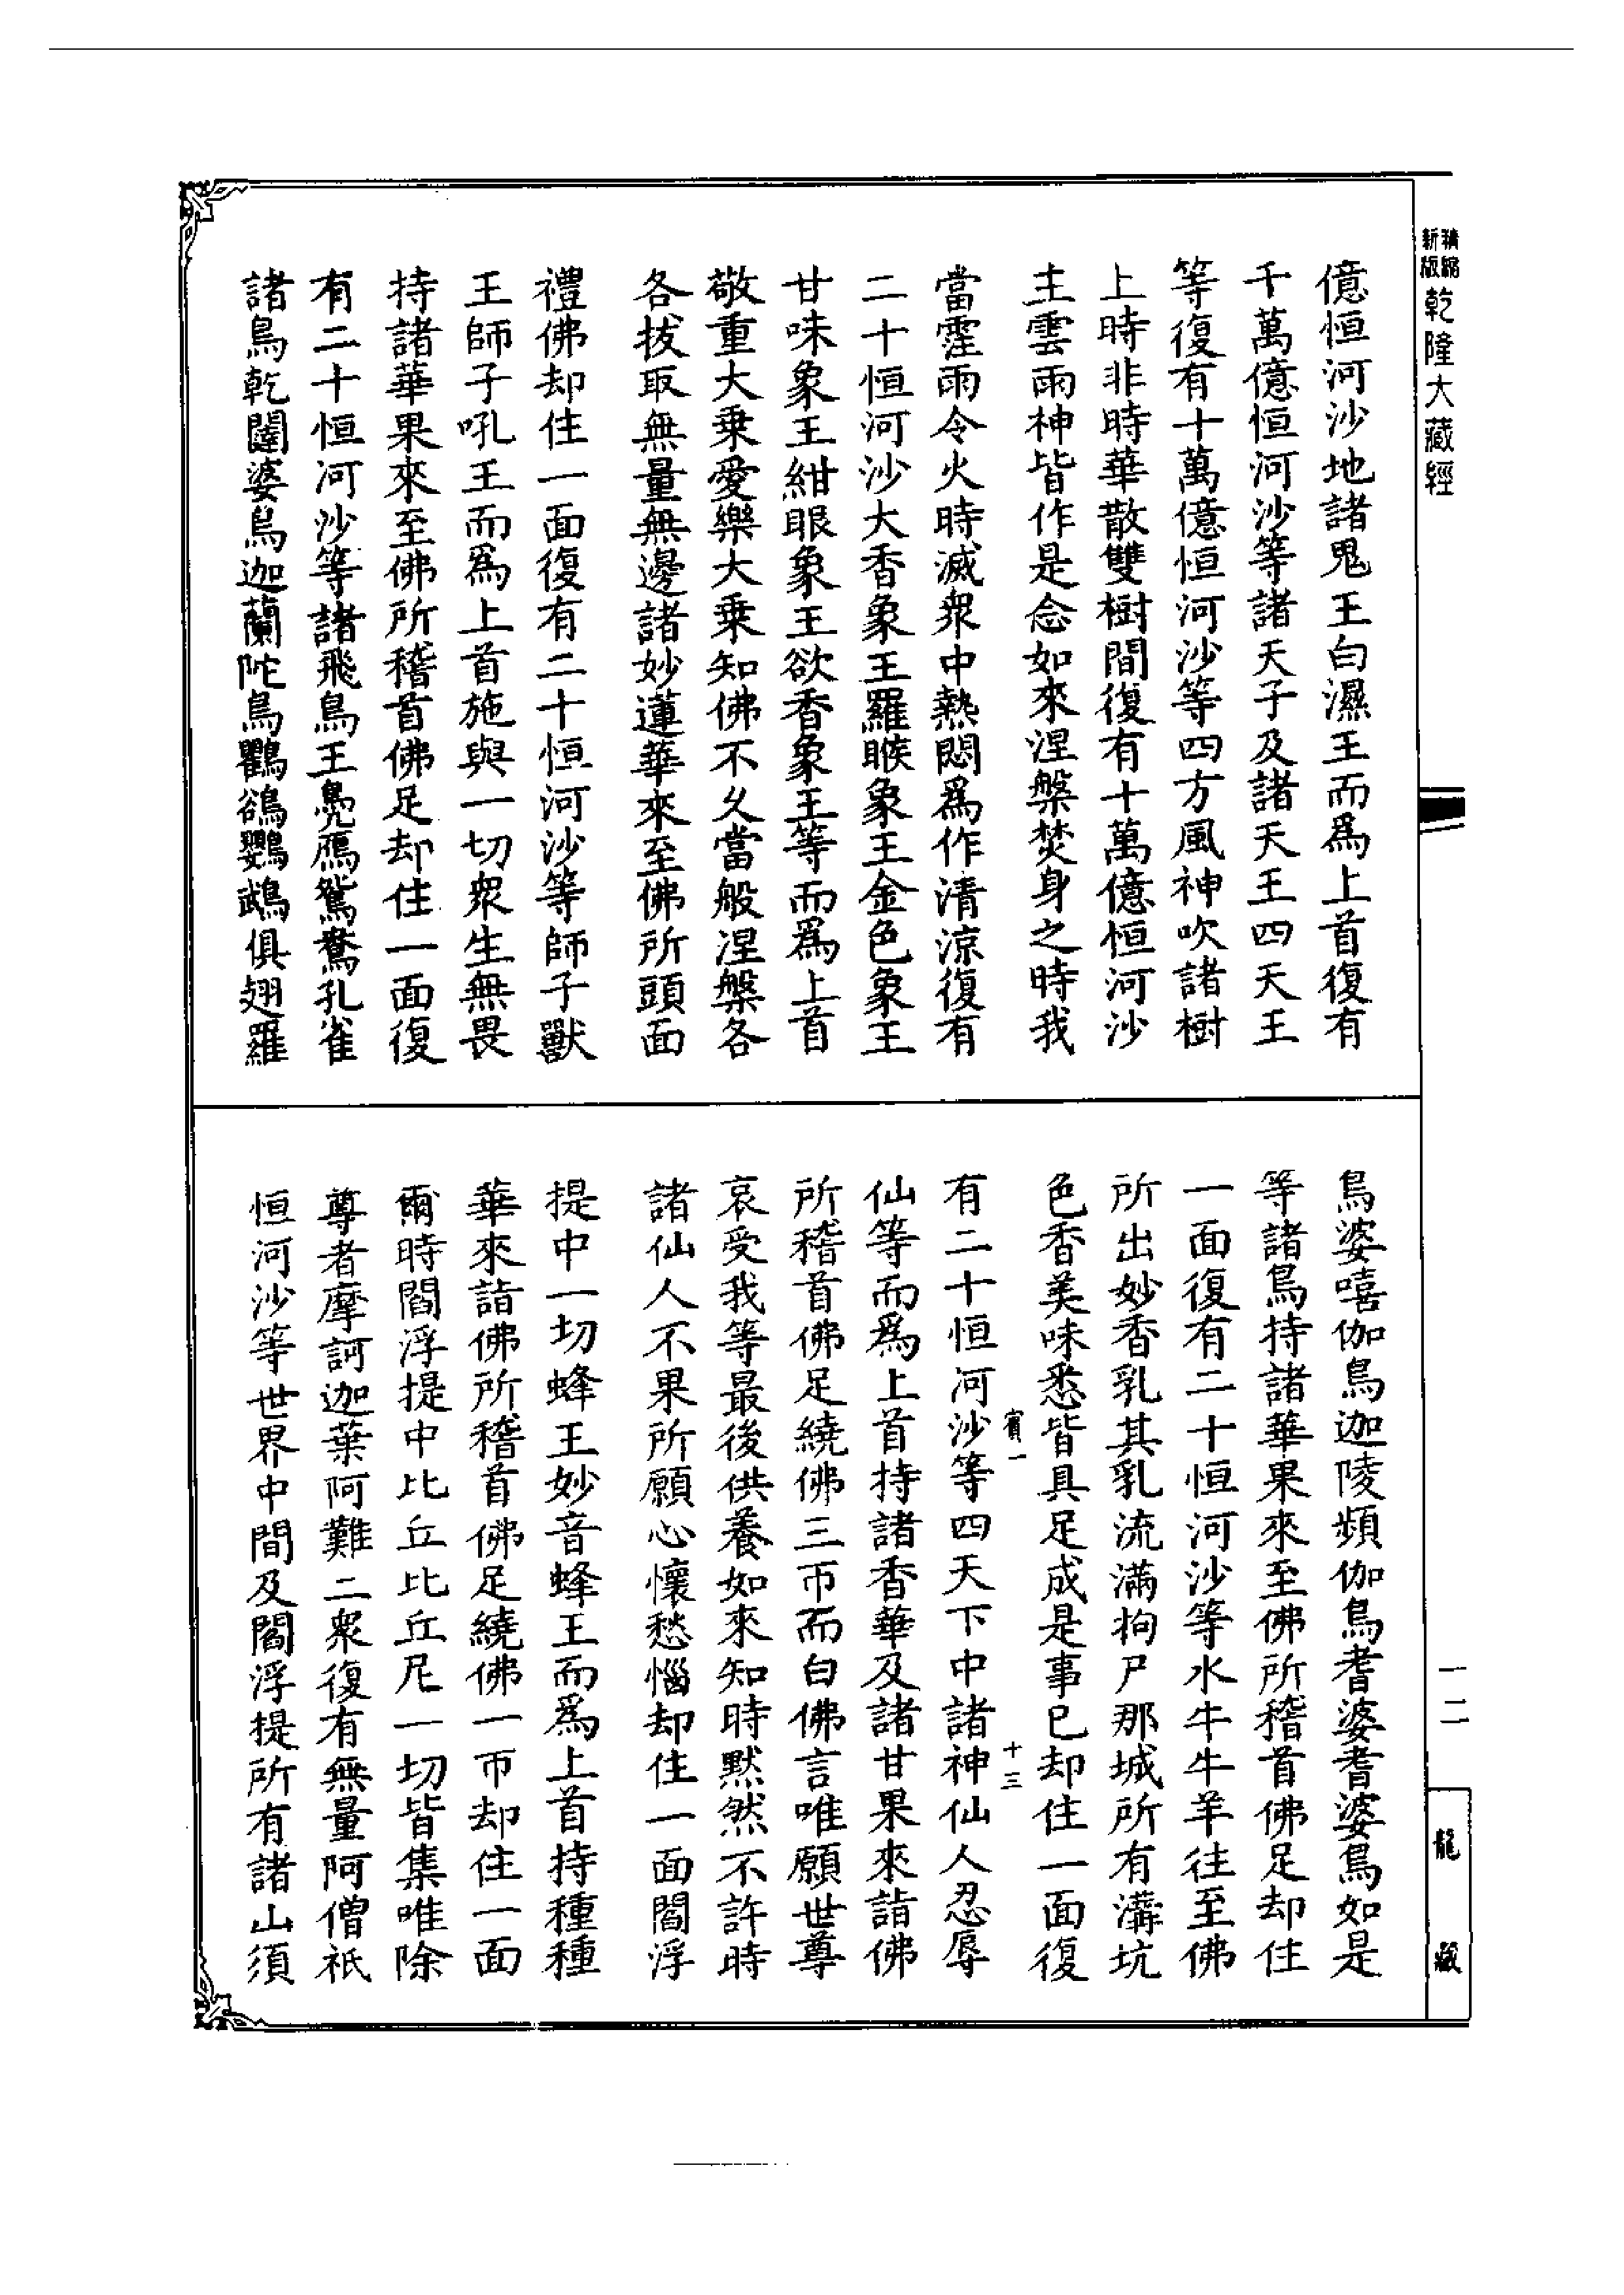 新版精縮乾隆大藏經
億恒河沙地諸鬼王白濕王而爲上首復有
千萬億恒河沙等諸天子及諸天王四天王
等復有十萬億恒河沙等四方風神吹諸樹
上時非時華散雙樹間復有十萬億恒河沙
主雲雨神皆作是念如來涅槃焚身之時我
當霔雨令火時滅衆中熱悶爲作清涼復有
二十恒河沙大香象王羅睺象王金色象王
甘味象王紺眼象王欲香象王等而爲上首
敬重大乗愛樂大乗知佛不久當般涅槃各
各拔取無量無邊諸妙蓮華來至佛所頭面
禮佛却住一面復有二十恒河沙等師子獸
王師子吼王而爲上首施與一切衆生無畏
持諸華果來至佛所稽首佛足却住一面復
有二十恒河沙等諸飛鳥王鳧鴈鴛鴦孔雀
諸鳥乾闥婆鳥迦蘭陀鳥鸜鵒鸚鵡俱翅羅
鳥婆嘻伽鳥迦陵頻伽鳥耆婆耆婆鳥如是
等諸鳥持諸華果來至佛所稽首佛足却住
一面復有二十恒河沙等水牛牛羊往至佛
所出妙香乳其乳流滿拘尸那城所有溝坑
色香美味悉皆具足成是事已却住一面復
賓一 十三
有二十恒河沙等四天下中諸神仙人忍辱
仙等而爲上首持諸香華及諸甘果來詣佛
所稽首佛足繞佛三帀而白佛言唯願世尊
哀受我等最後供養如來知時默然不許時
諸仙人不果所願心懷愁惱却住一面閻浮
提中一切蜂王妙音蜂王而爲上首持種種
華來詣佛所稽首佛足繞佛一帀却住一面
爾時閻浮提中比丘比丘尼一切皆集唯除
尊者摩訶迦葉阿難二衆復有無量阿僧祇
恒河沙等世界中間及閻浮提所有諸山須
一二
龍藏